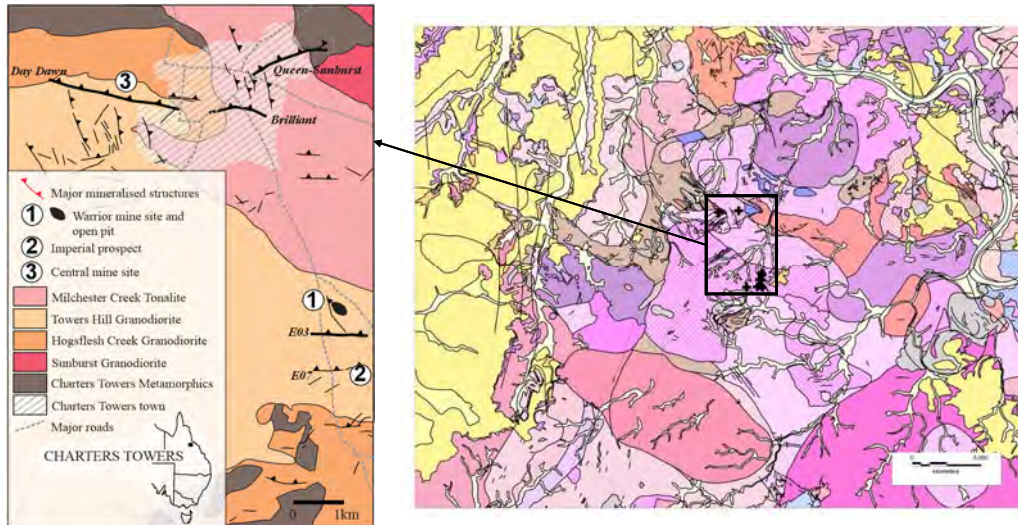 Day Dawn
3
Queen-Sunburst
Brilliant
Major mineralised structures
1
Warrior mine site and
open pit
2
Imperial prospect
3
Central mine site
Milchester Creek Tonalite
Towers Hill Granodiorite
Hogsflesh Creek Granodiorite
Sunburst Granodiorite
Charters Towers Metamorphics
Charters Towers town
Major roads
CHARTERS TOWERS
1
E03
E07
2
0 1km
0
kilometres